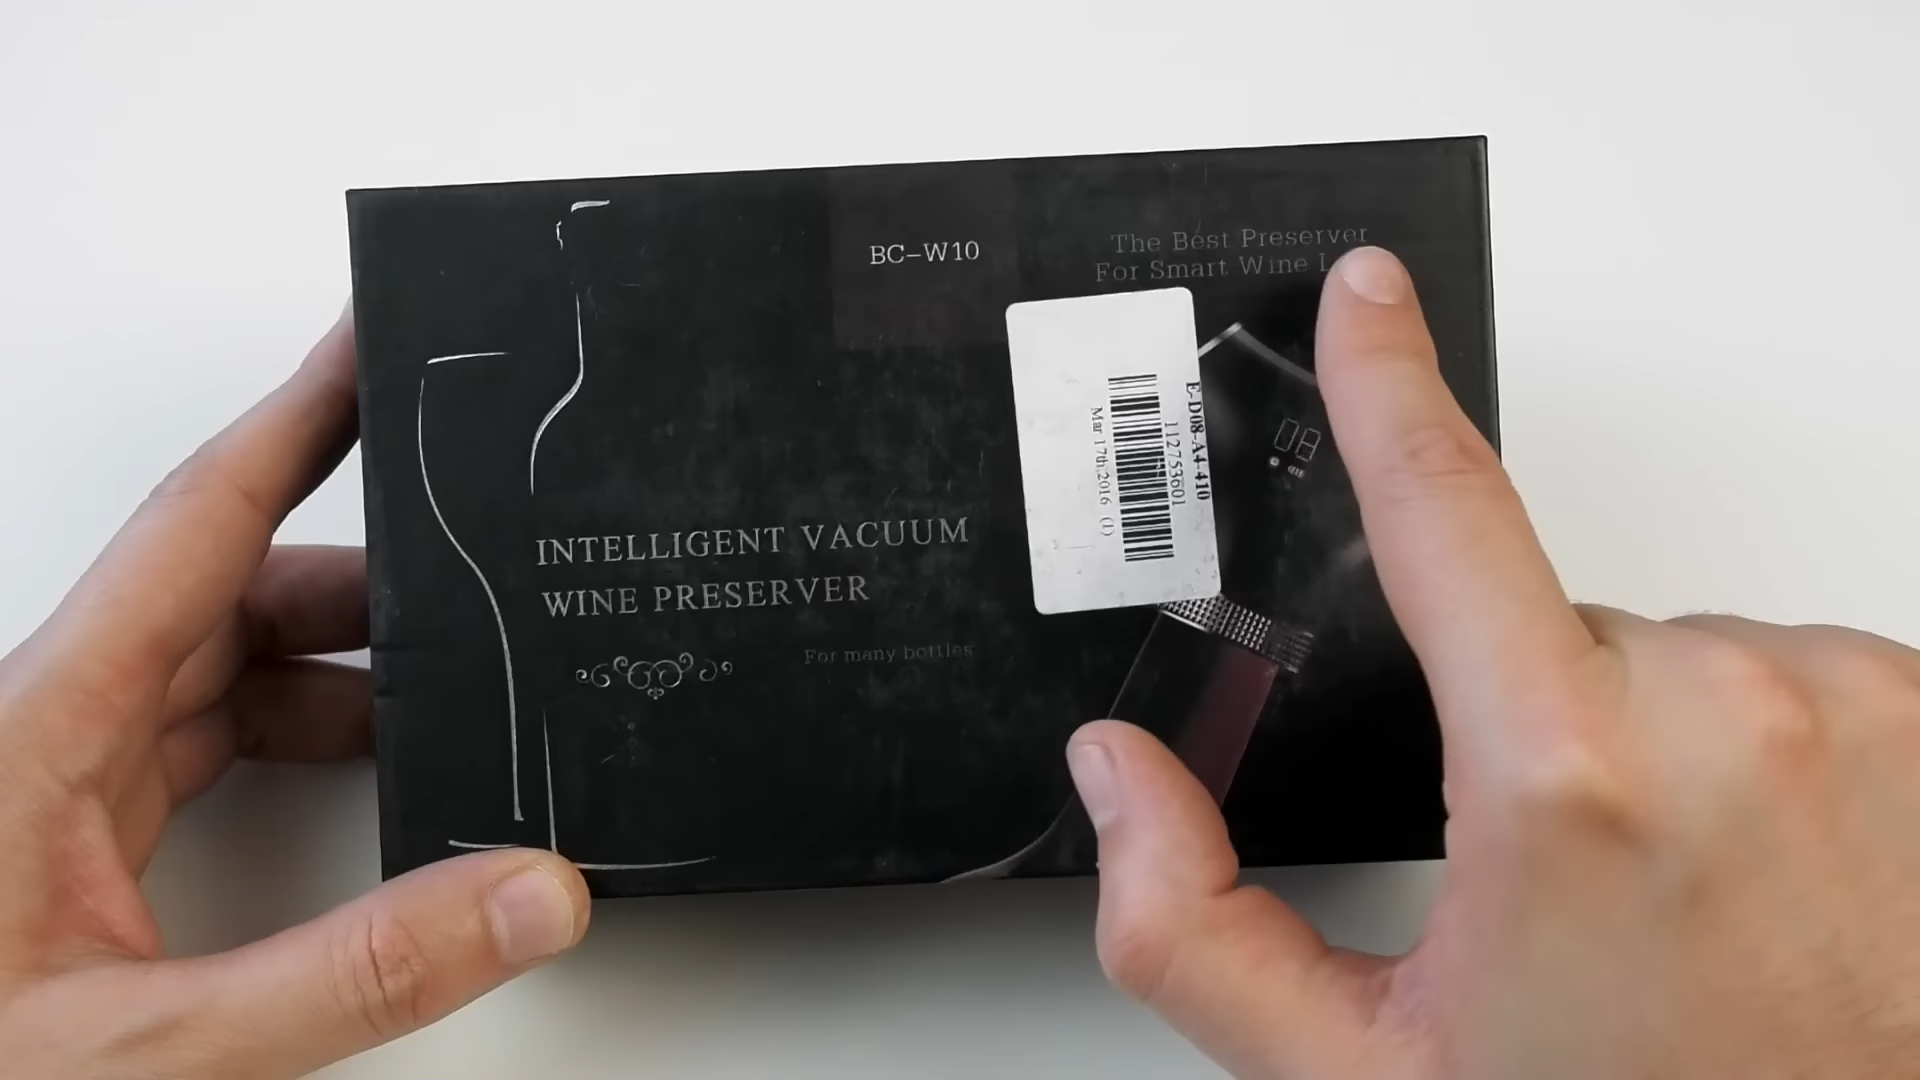 BC–W10
The Best Preserver
For Smart Wine
INTELLIGENT VACUUM
WINE PRESERVER
For many bottles
E-D08-A4-410
112753601
Mar 17th,2016 (1)
08